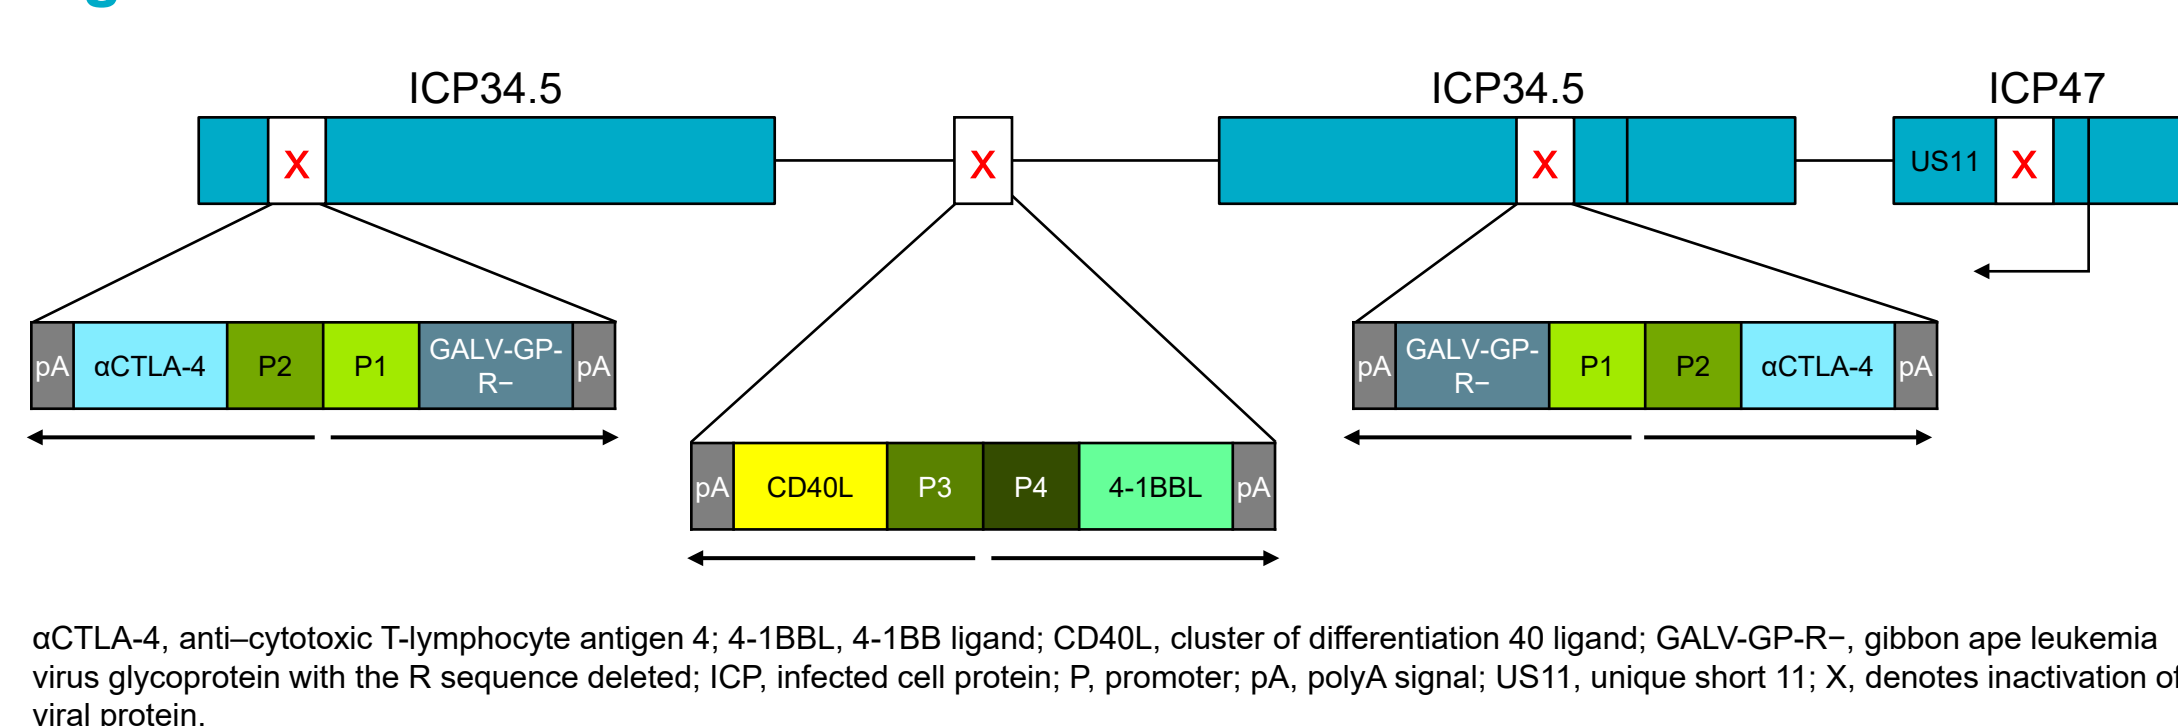 ICP34.5 ICP34.5 ICP47
X X X US11 X
pA αCTLA-4 P2 P1 GALV-GP-R− pA
pA GALV-GP-R− P1 P2 αCTLA-4 pA
pA CD40L P3 P4 4-1BBL pA
αCTLA-4, anti–cytotoxic T-lymphocyte antigen 4; 4-1BBL, 4-1BB ligand; CD40L, cluster of differentiation 40 ligand; GALV-GP-R−, gibbon ape leukemia
virus glycoprotein with the R sequence deleted; ICP, infected cell protein; P, promoter; pA, polyA signal; US11, unique short 11; X, denotes inactivation of
viral protein.